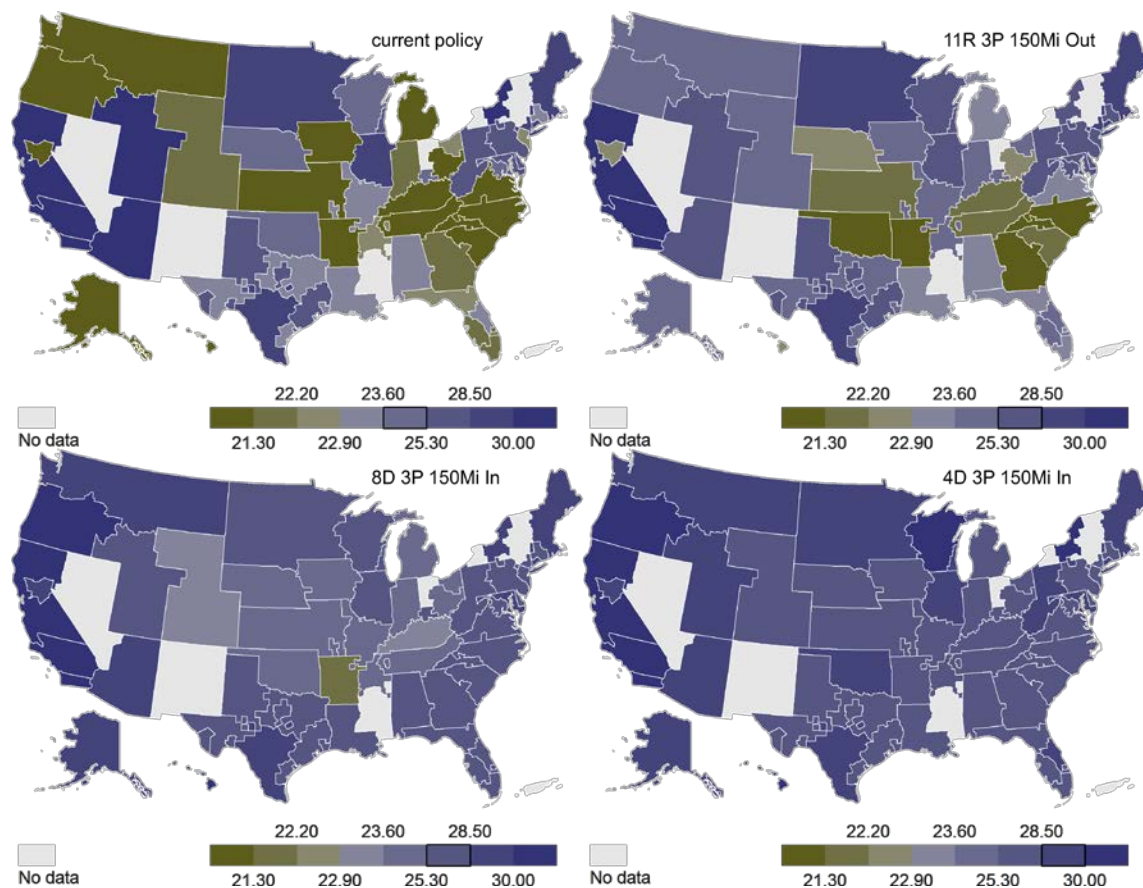 current policy
11R 3P 150Mi Out
22.20 23.60 28.50
No data 21.30 22.90 25.30 30.00
22.20 23.60 28.50
No data 21.30 22.90 25.30 30.00
8D 3P 150Mi In
4D 3P 150Mi In
22.20 23.60 28.50
No data 21.30 22.90 25.30 30.00
22.20 23.60 28.50
No data 21.30 22.90 25.30 30.00